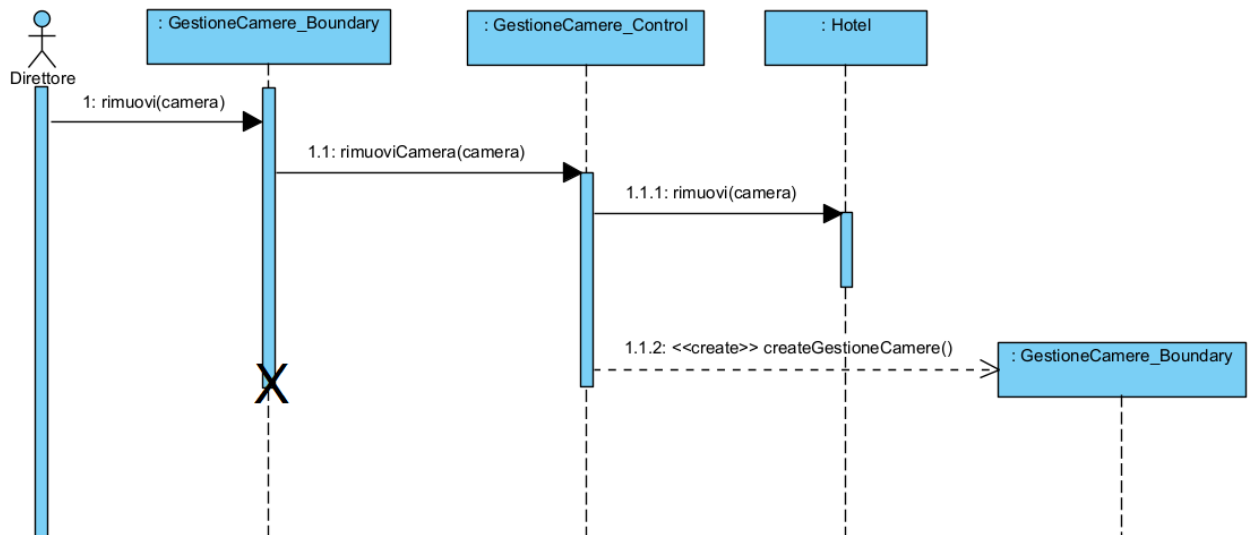 : GestioneCamere_Boundary
: GestioneCamere_Control
: Hotel
Direttore
1: rimuovi(camera)
1.1: rimuoviCamera(camera)
1.1.1: rimuovi(camera)
1.1.2: <<create>> createGestioneCamere()
: GestioneCamere_Boundary
X